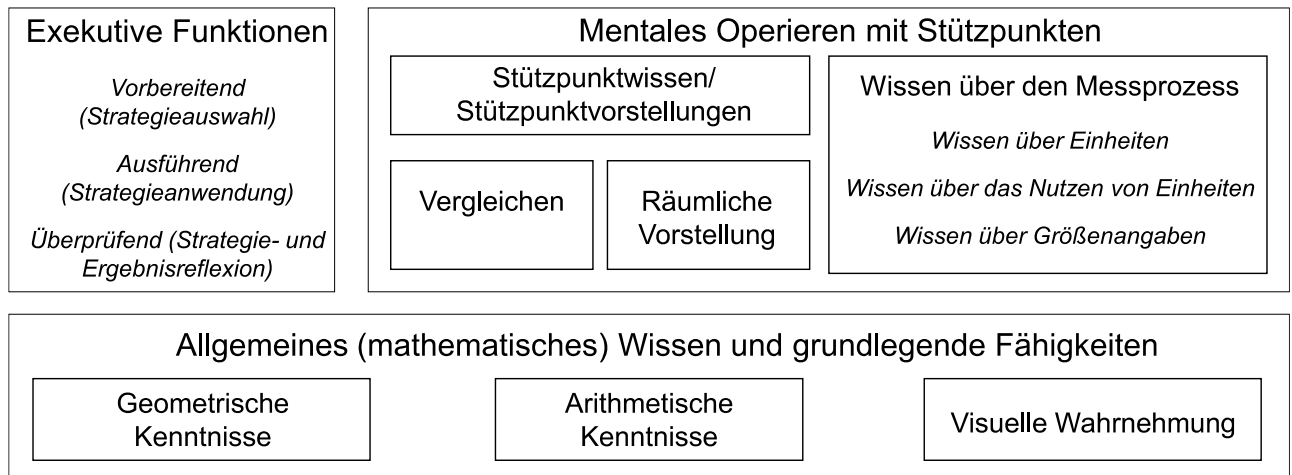 Exekutive Funktionen
Vorbereitend
(Strategieauswahl)
Ausführend
(Strategieanwendung)
Überprüfend (Strategie- und
Ergebnisreflexion)
Mentales Operieren mit Stützpunkten
Stützpunktwissen/
Stützpunktvorstellungen
Vergleichen
Räumliche
Vorstellung
Wissen über den Messprozess
Wissen über Einheiten
Wissen über das Nutzen von Einheiten
Wissen über Größenangaben
Allgemeines (mathematisches) Wissen und grundlegende Fähigkeiten
Geometrische
Kenntnisse
Arithmetische
Kenntnisse
Visuelle Wahrnehmung